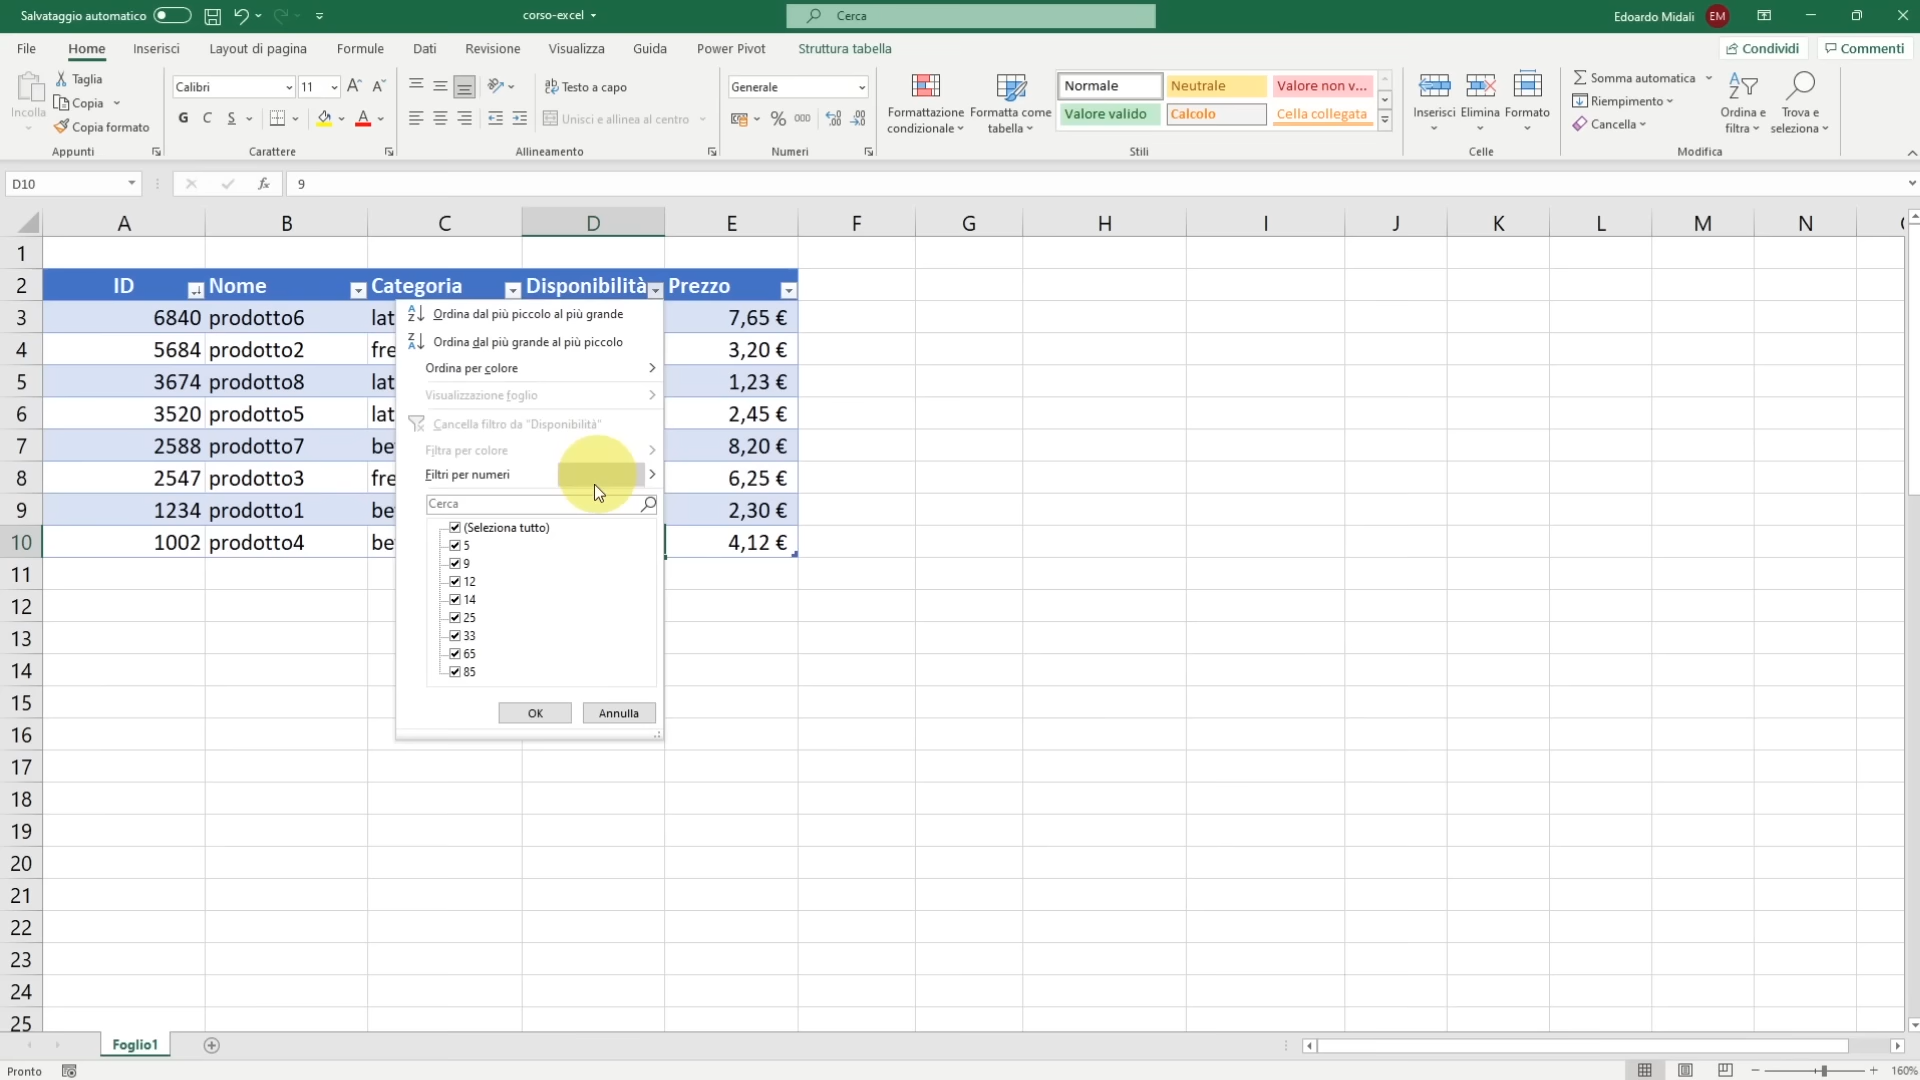 Salvataggio automatico
corso-excel
Cerca
Edoardo Midali EM
File Home Inserisci Layout di pagina Formule Dati Revisione Visualizza Guida Power Pivot Struttura tabella Condividi Commenti
Incolla
Taglia
Copia
Copia formato
Appunti
Calibri 11
G C S
Carattere
Testo a capo
Unisci e allinea al centro
Allineamento
Generale
% 000
Numeri
Formattazione condizionale
Formatta come tabella
Normale Neutrale Valore non v...
Valore valido Calcolo Cella collegata
Stili
Inserisci Elimina Formato
Celle
Somma automatica
Riempimento
Cancella
Ordina e filtra
Trova e seleziona
Modifica
D10 fx 9
A B C D E F G H I J K L M N
1
2 ID Nome Categoria Disponibilità Prezzo
3 6840 prodotto6 lat 7,65 €
4 5684 prodotto2 fre 3,20 €
5 3674 prodotto8 lat 1,23 €
6 3520 prodotto5 lat 2,45 €
7 2588 prodotto7 be 8,20 €
8 2547 prodotto3 fre 6,25 €
9 1234 prodotto1 be 2,30 €
10 1002 prodotto4 be 4,12 €
11
12
13
14
15
16
17
18
19
20
21
22
23
24
25
Ordina dal più piccolo al più grande
Ordina dal più grande al più piccolo
Ordina per colore
Visualizzazione foglio
Cancella filtro da "Disponibilità"
Filtra per colore
Filtri per numeri
Cerca
(Seleziona tutto)
5
9
12
14
25
33
65
85
OK Annulla
Foglio1
Pronto
160%